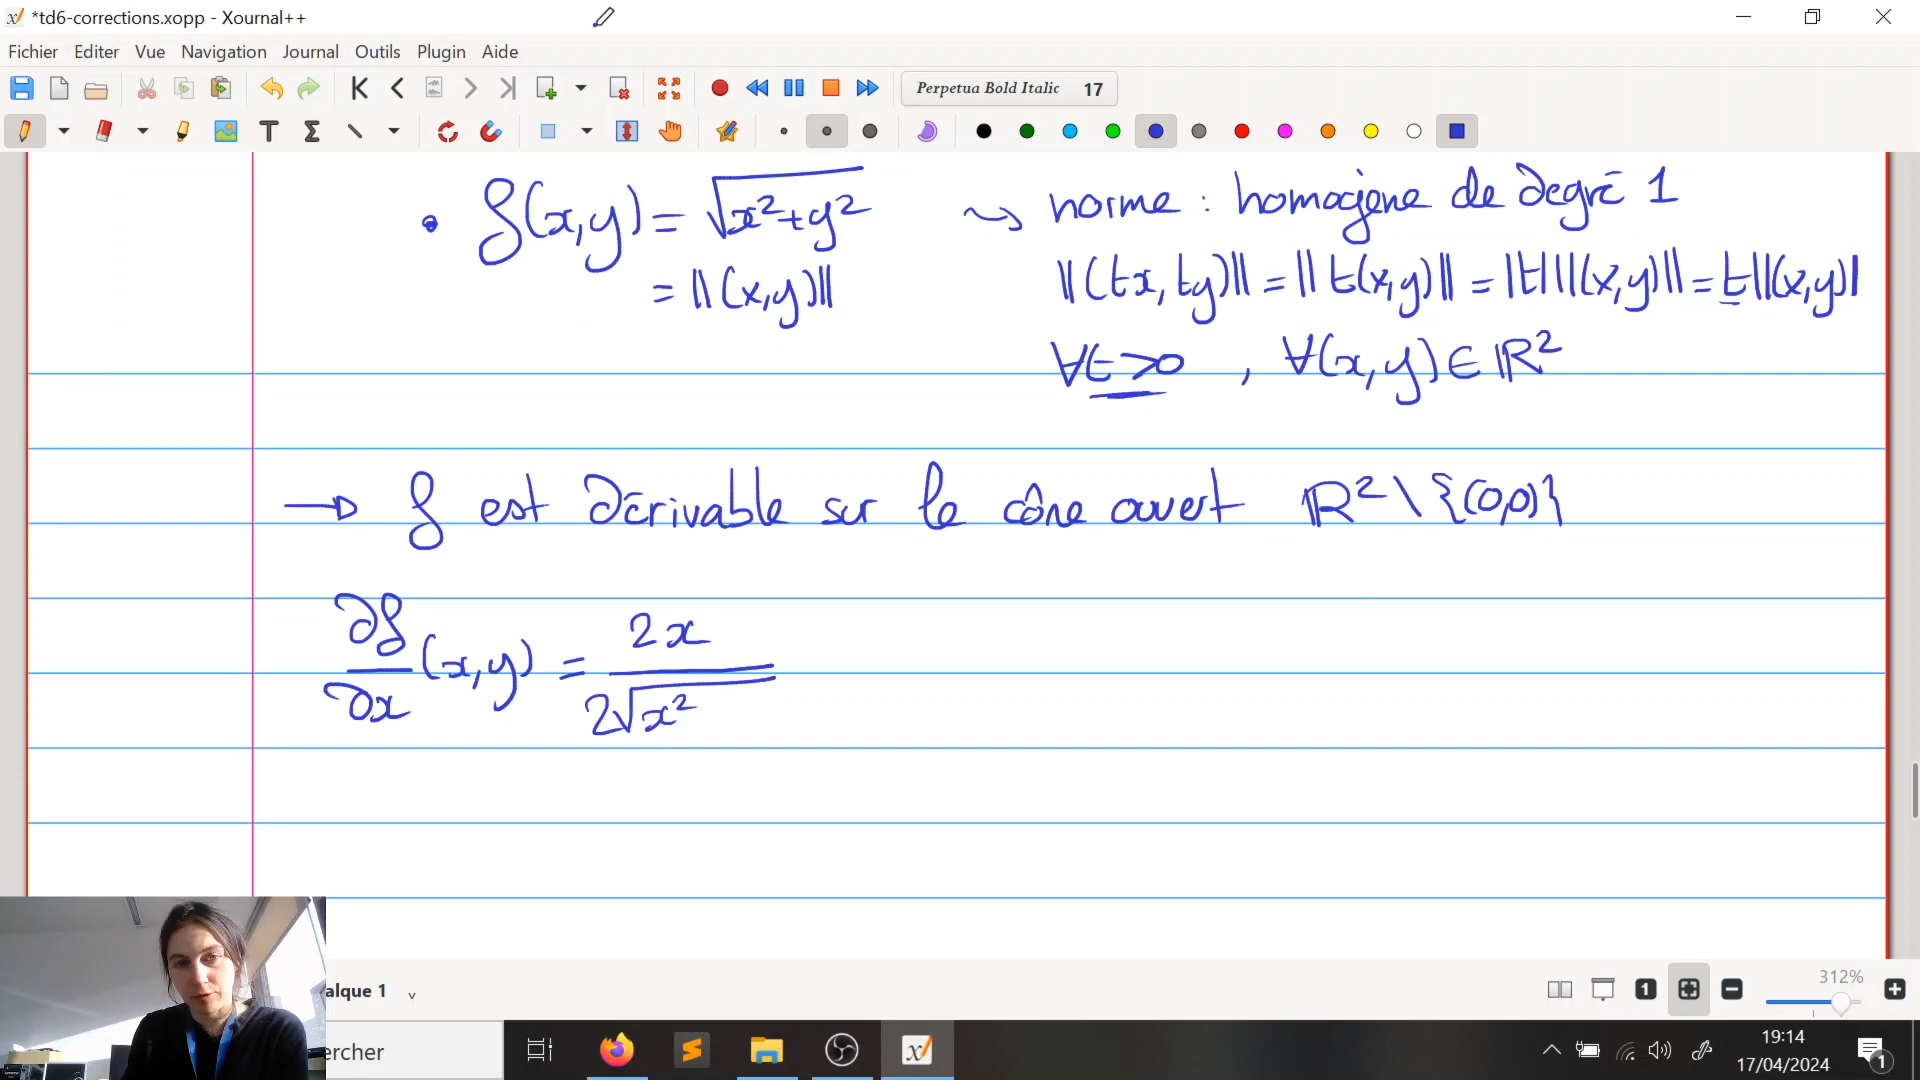 *td6-corrections.xopp - Xournal++
Fichier Editer Vue Navigation Journal Outils Plugin Aide
Perpetua Bold Italic 17
• f(x,y) = √(x²+y²) ⇝ norme : homogène de degré 1
= ||(x,y)|| ||(tx,ty)|| = ||t(x,y)|| = |t| ||(x,y)|| = t||(x,y)||
∀t>0 , ∀(x,y)∈ℝ²
→ f est dérivable sur le cône ouvert ℝ²\{(0,0)}
∂f/∂x (x,y) = 2x / 2√x²
alque 1
312%
ercher
19:14
17/04/2024
1